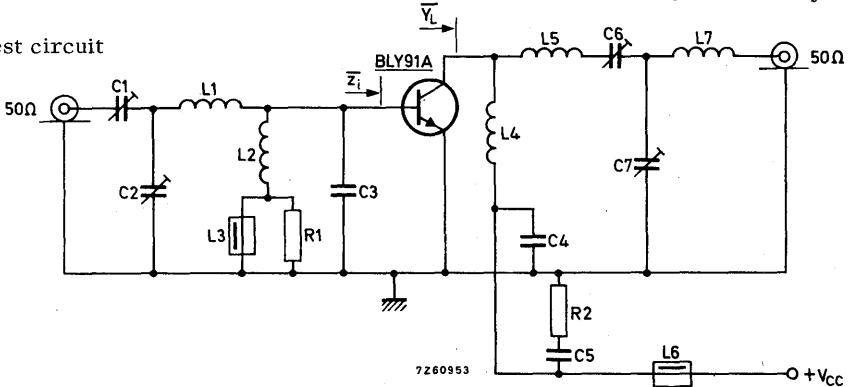 est circuit
Y̅L
BLY91A
z̅i
50Ω
C1
L1
L2
C2
L3
R1
C3
L4
L5
C6
L7
50Ω
C7
C4
R2
C5
L6
+VCC
7Z60953